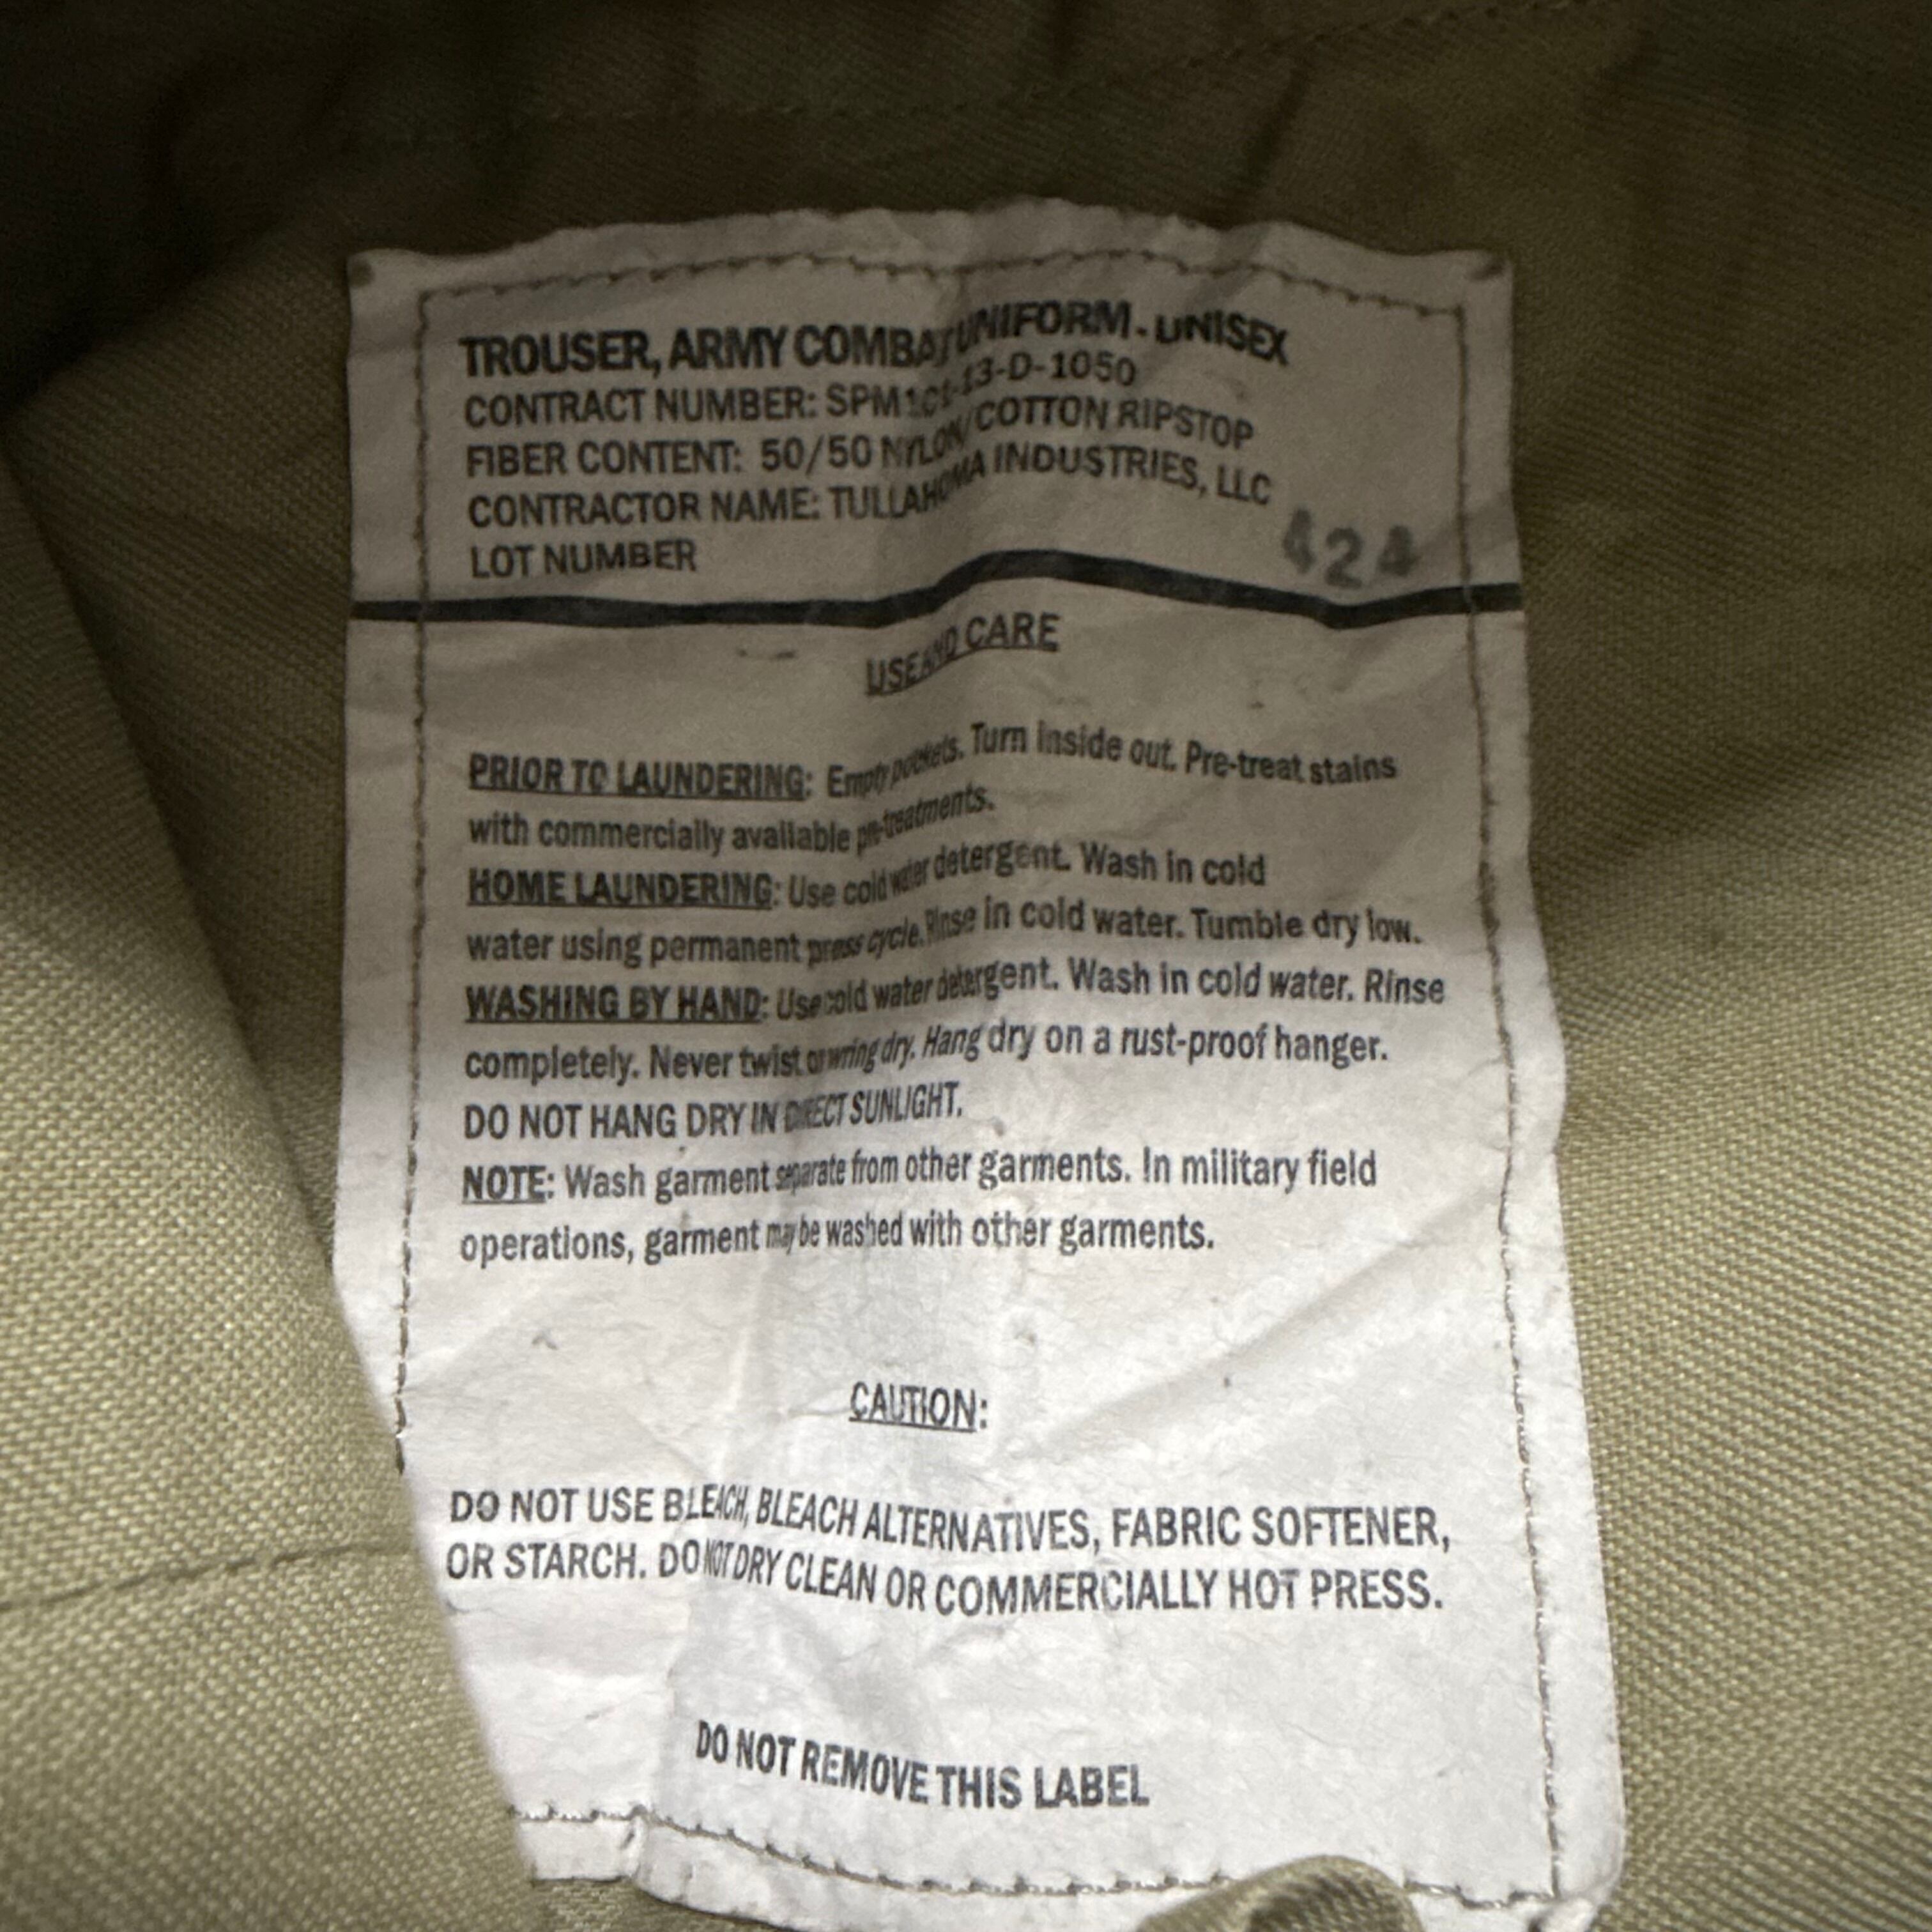 TROUSER, ARMY COMBAT UNIFORM - UNISEX
CONTRACT NUMBER: SPM1C1-13-D-1050
FIBER CONTENT: 50/50 NYLON/COTTON RIPSTOP
CONTRACTOR NAME: TULLAHOMA INDUSTRIES, LLC
LOT NUMBER 424
USE AND CARE
PRIOR TO LAUNDERING: Empty pockets. Turn inside out. Pre-treat stains
with commercially available pre-treatments.
HOME LAUNDERING: Use cold water detergent. Wash in cold
water using permanent press cycle. Rinse in cold water. Tumble dry low.
WASHING BY HAND: Use cold water detergent. Wash in cold water. Rinse
completely. Never twist or wring dry. Hang dry on a rust-proof hanger.
DO NOT HANG DRY IN DIRECT SUNLIGHT.
NOTE: Wash garment separate from other garments. In military field
operations, garment may be washed with other garments.
CAUTION:
DO NOT USE BLEACH, BLEACH ALTERNATIVES, FABRIC SOFTENER,
OR STARCH. DO NOT DRY CLEAN OR COMMERCIALLY HOT PRESS.
DO NOT REMOVE THIS LABEL